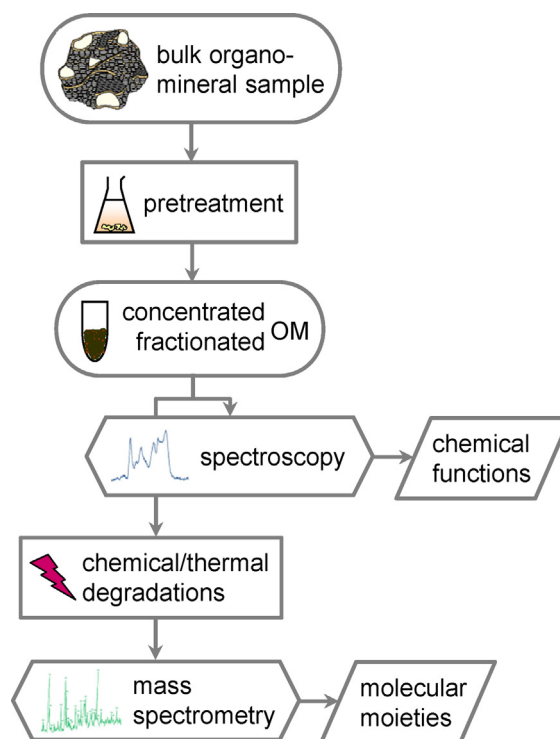 bulk organo-
mineral sample
pretreatment
concentrated
fractionated OM
spectroscopy
chemical
functions
chemical/thermal
degradations
mass
spectrometry
molecular
moieties